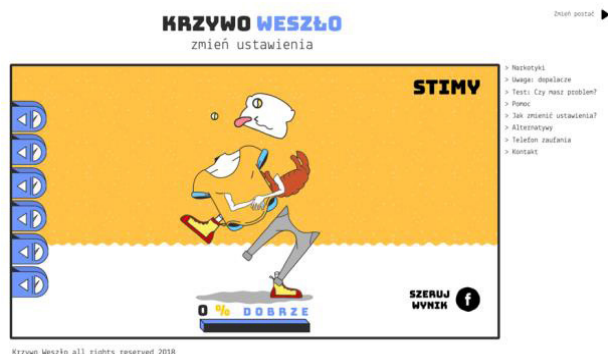 Zmień postać
KRZYWO WESZŁO
zmień ustawienia
STIMY
> Narkotyki
> Uwaga: dopalacze
> Test: Czy masz problem?
> Pomoc
> Jak zmienić ustawienia?
> Alternatywy
> Telefon zaufania
> Kontakt
SZERUJ
WYNIK
0 % DOBRZE
Krzywo Weszło all rights reserved 2018